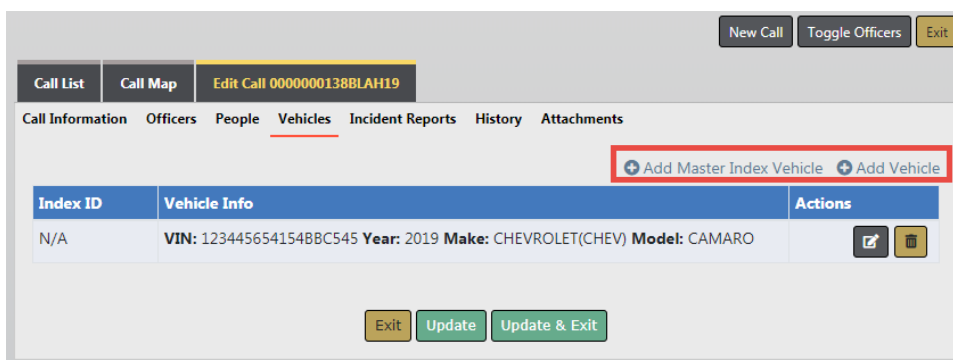 New Call Toggle Officers Exit
Call List Call Map Edit Call 0000000138BLAH19
Call Information Officers People Vehicles Incident Reports History Attachments
Add Master Index Vehicle Add Vehicle
Index ID Vehicle Info Actions
N/A VIN: 123445654154BBC545 Year: 2019 Make: CHEVROLET(CHEV) Model: CAMARO
Exit Update Update & Exit